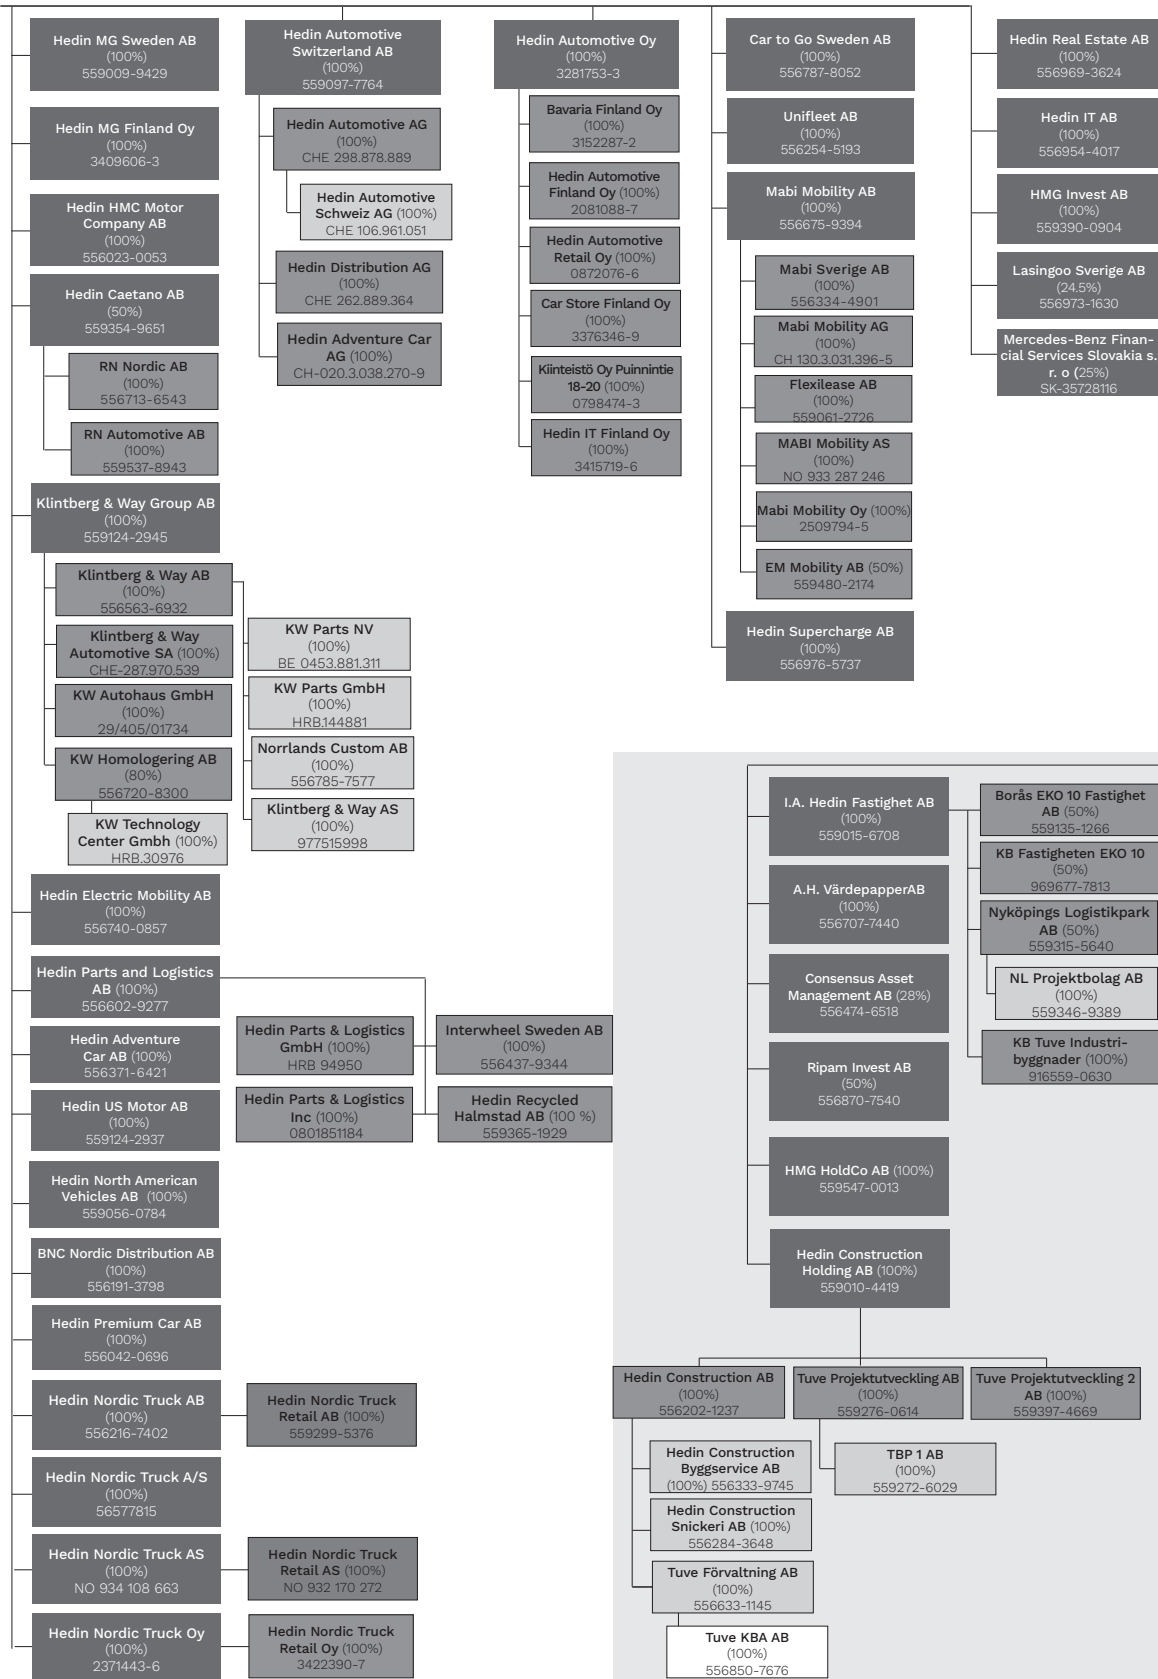 Hedin MG Sweden AB
(100%)
559009-9429
Hedin MG Finland Oy
(100%)
3409606-3
Hedin HMC Motor
Company AB
(100%)
556023-0053
Hedin Caetano AB
(50%)
559354-9651
RN Nordic AB
(100%)
556713-6543
RN Automotive AB
(100%)
559537-8943
Klintberg & Way Group AB
(100%)
559124-2945
Klintberg & Way AB
(100%)
556563-6932
Klintberg & Way
Automotive SA (100%)
CHE-287.970.539
KW Autohaus GmbH
(100%)
29/405/01734
KW Homologering AB
(80%)
556720-8300
KW Technology
Center Gmbh (100%)
HRB.30976
KW Parts NV
(100%)
BE 0453.881.311
KW Parts GmbH
(100%)
HRB.144881
Norrlands Custom AB
(100%)
556785-7577
Klintberg & Way AS
(100%)
977515998
Hedin Electric Mobility AB
(100%)
556740-0857
Hedin Parts and Logistics
AB (100%)
556602-9277
Hedin Parts & Logistics
GmbH (100%)
HRB 94950
Interwheel Sweden AB
(100%)
556437-9344
Hedin Parts & Logistics
Inc (100%)
0801851184
Hedin Recycled
Halmstad AB (100 %)
559365-1929
Hedin Adventure
Car AB (100%)
556371-6421
Hedin US Motor AB
(100%)
559124-2937
Hedin North American
Vehicles AB (100%)
559056-0784
BNC Nordic Distribution AB
(100%)
556191-3798
Hedin Premium Car AB
(100%)
556042-0696
Hedin Nordic Truck AB
(100%)
556216-7402
Hedin Nordic Truck
Retail AB (100%)
559299-5376
Hedin Nordic Truck A/S
(100%)
56577815
Hedin Nordic Truck AS
(100%)
NO 934 108 663
Hedin Nordic Truck
Retail AS (100%)
NO 932 170 272
Hedin Nordic Truck Oy
(100%)
2371443-6
Hedin Nordic Truck
Retail Oy (100%)
3422390-7
Hedin Automotive
Switzerland AB
(100%)
559097-7764
Hedin Automotive AG
(100%)
CHE 298.878.889
Hedin Automotive
Schweiz AG (100%)
CHE 106.961.051
Hedin Distribution AG
(100%)
CHE 262.889.364
Hedin Adventure Car
AG (100%)
CH-020.3.038.270-9
Hedin Automotive Oy
(100%)
3281753-3
Bavaria Finland Oy
(100%)
3152287-2
Hedin Automotive
Finland Oy (100%)
2081088-7
Hedin Automotive
Retail Oy (100%)
0872076-6
Car Store Finland Oy
(100%)
3376346-9
Kiinteistö Oy Puinnintie
18-20 (100%)
0798474-3
Hedin IT Finland Oy
(100%)
3415719-6
Car to Go Sweden AB
(100%)
556787-8052
Unifleet AB
(100%)
556254-5193
Mabi Mobility AB
(100%)
556675-9394
Mabi Sverige AB
(100%)
556334-4901
Mabi Mobility AG
(100%)
CH 130.3.031.396-5
Flexilease AB
(100%)
559061-2726
MABI Mobility AS
(100%)
NO 933 287 246
Mabi Mobility Oy (100%)
2509794-5
EM Mobility AB (50%)
559480-2174
Hedin Supercharge AB
(100%)
556976-5737
Hedin Real Estate AB
(100%)
556969-3624
Hedin IT AB
(100%)
556954-4017
HMG Invest AB
(100%)
559390-0904
Lasingoo Sverige AB
(24.5%)
556973-1630
Mercedes-Benz Finan-
cial Services Slovakia s.
r. o (25%)
SK-35728116
I.A. Hedin Fastighet AB
(100%)
559015-6708
Borås EKO 10 Fastighet
AB (50%)
559135-1266
KB Fastigheten EKO 10
(50%)
969677-7813
Nyköpings Logistikpark
AB (50%)
559315-5640
NL Projektbolag AB
(100%)
559346-9389
KB Tuve Industri-
byggnader (100%)
916559-0630
A.H. VärdepapperAB
(100%)
556707-7440
Consensus Asset
Management AB (28%)
556474-6518
Ripam Invest AB
(50%)
556870-7540
HMG HoldCo AB (100%)
559547-0013
Hedin Construction
Holding AB (100%)
559010-4419
Hedin Construction AB
(100%)
556202-1237
Tuve Projektutveckling AB
(100%)
559276-0614
Tuve Projektutveckling 2
AB (100%)
559397-4669
Hedin Construction
Byggservice AB
(100%) 556333-9745
TBP 1 AB
(100%)
559272-6029
Hedin Construction
Snickeri AB (100%)
556284-3648
Tuve Förvaltning AB
(100%)
556633-1145
Tuve KBA AB
(100%)
556850-7676